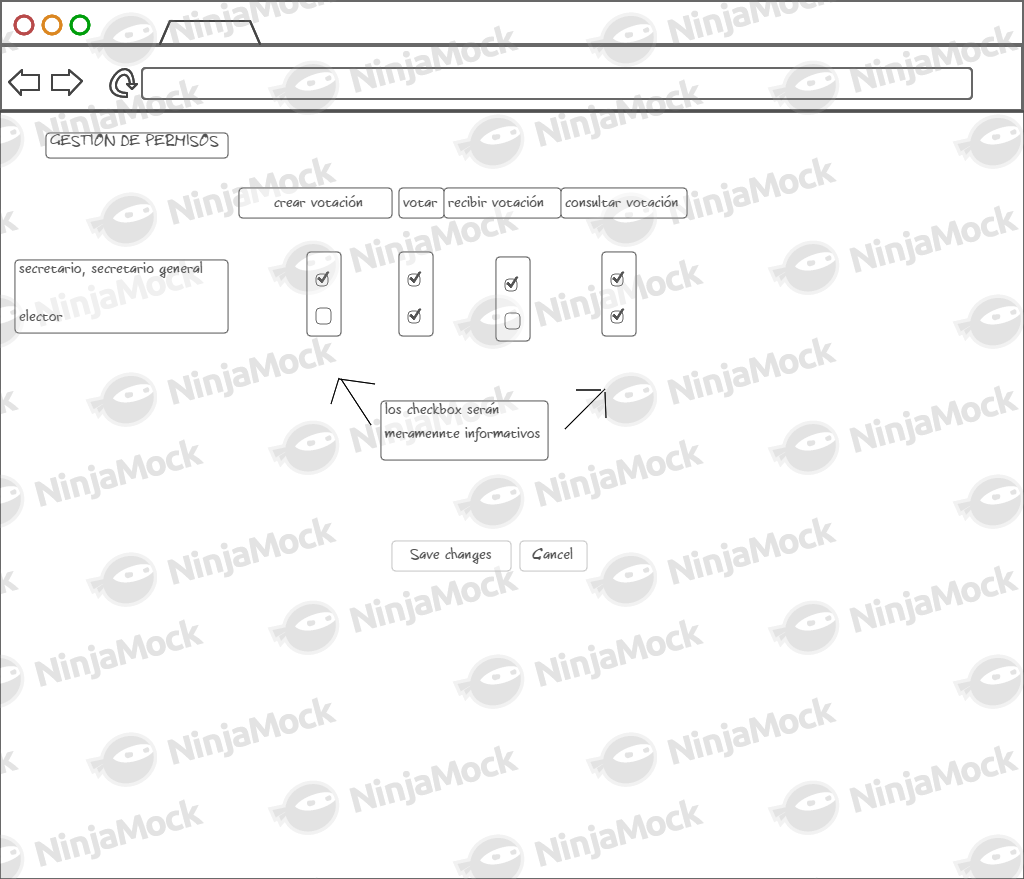 GESTIÓN DE PERMISOS
crear votación votar recibir votación consultar votación
secretario, secretario general
elector
los checkbox serán
meramennte informativos
Save changes Cancel
NinjaMock